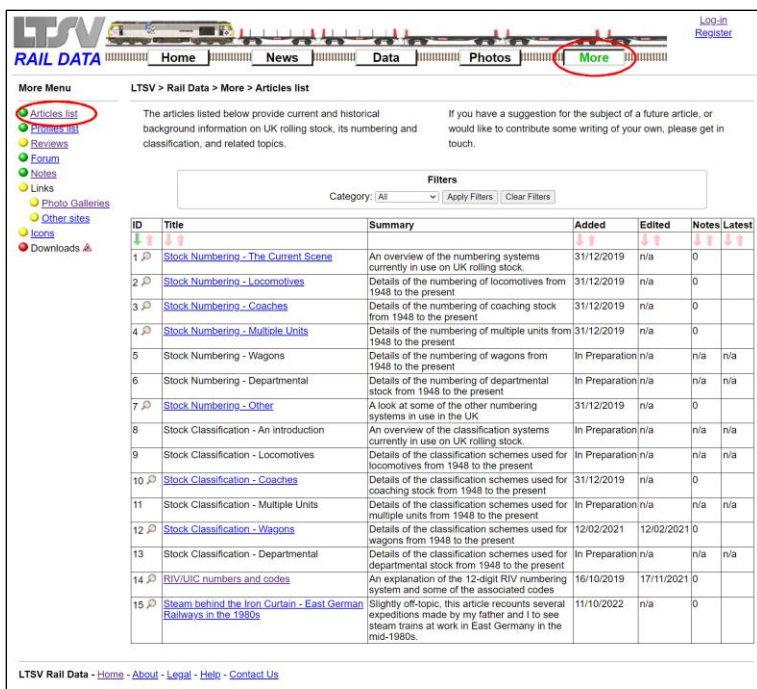 LTSV
RAIL DATA
Home
News
Data
Photos
More
Log-in
Register
More Menu
Articles list
Profiles list
Reviews
Forum
Notes
Links
Photo Galleries
Other sites
Icons
Downloads
LTSV > Rail Data > More > Articles list
The articles listed below provide current and historical
background information on UK rolling stock, its numbering and
classification, and related topics.
If you have a suggestion for the subject of a future article, or
would like to contribute some writing of your own, please get in
touch.
Filters
Category: All Apply Filters Clear Filters
ID Title Summary Added Edited Notes Latest
1 Stock Numbering - The Current Scene An overview of the numbering systems 31/12/2019 n/a 0
currently in use on UK rolling stock.
2 Stock Numbering - Locomotives Details of the numbering of locomotives from 31/12/2019 n/a 0
1948 to the present
3 Stock Numbering - Coaches Details of the numbering of coaching stock 31/12/2019 n/a 0
from 1948 to the present
4 Stock Numbering - Multiple Units Details of the numbering of multiple units from 31/12/2019 n/a 0
1948 to the present
5 Stock Numbering - Wagons Details of the numbering of wagons from In Preparation n/a n/a n/a
1948 to the present
6 Stock Numbering - Departmental Details of the numbering of departmental In Preparation n/a n/a n/a
stock from 1948 to the present
7 Stock Numbering - Other A look at some of the other numbering 31/12/2019 n/a 0
systems in use in the UK
8 Stock Classification - An introduction An overview of the classification systems In Preparation n/a n/a n/a
currently in use on UK rolling stock.
9 Stock Classification - Locomotives Details of the classification schemes used for In Preparation n/a n/a n/a
locomotives from 1948 to the present
10 Stock Classification - Coaches Details of the classification schemes used for 31/12/2019 n/a 0
coaching stock from 1948 to the present
11 Stock Classification - Multiple Units Details of the classification schemes used for In Preparation n/a n/a n/a
multiple units from 1948 to the present
12 Stock Classification - Wagons Details of the classification schemes used for 12/02/2021 12/02/2021 0
wagons from 1948 to the present
13 Stock Classification - Departmental Details of the classification schemes used for In Preparation n/a n/a n/a
departmental stock from 1948 to the present
14 RIV/UIC numbers and codes An explanation of the 12-digit RIV numbering 16/10/2019 17/11/2021 0
system and some of the associated codes
15 Steam behind the Iron Curtain - East German Slightly off-topic, this article recounts several 11/10/2022 n/a 0
Railways in the 1980s expeditions made by my father and I to see
steam trains at work in East Germany in the
mid-1980s.
LTSV Rail Data - Home - About - Legal - Help - Contact Us